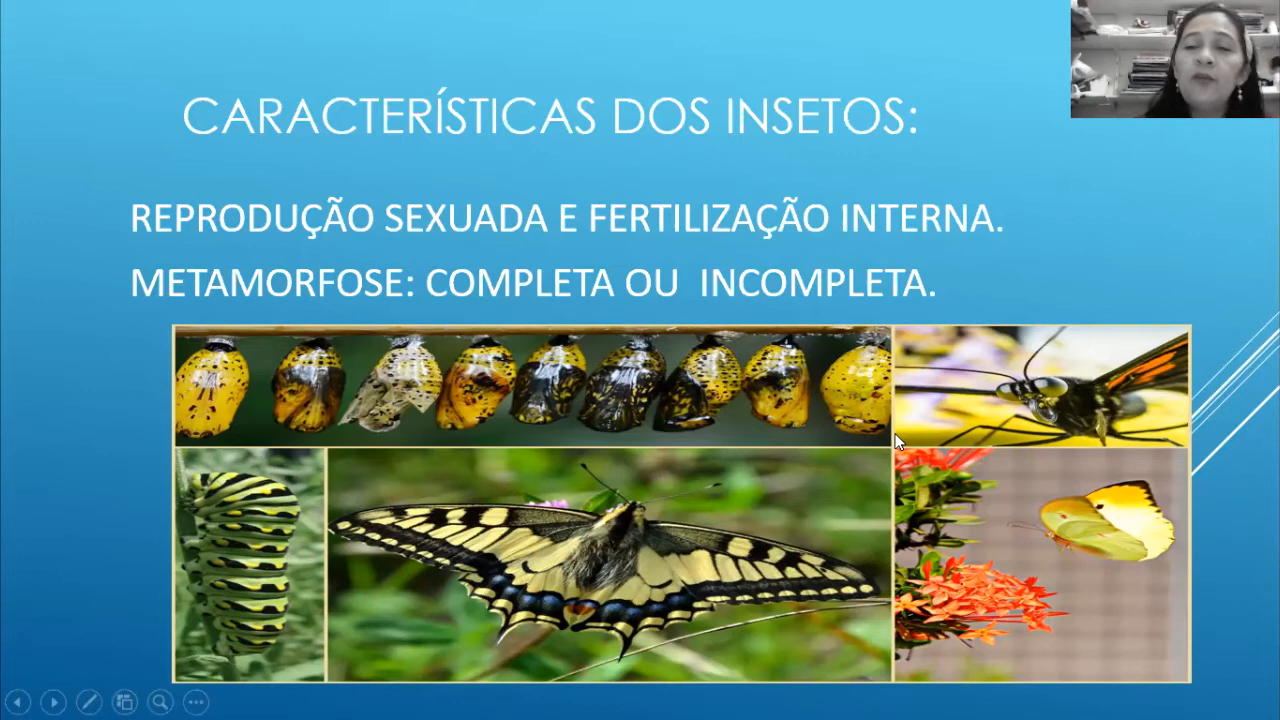 CARACTERÍSTICAS DOS INSETOS:
REPRODUÇÃO SEXUADA E FERTILIZAÇÃO INTERNA.
METAMORFOSE: COMPLETA OU  INCOMPLETA.